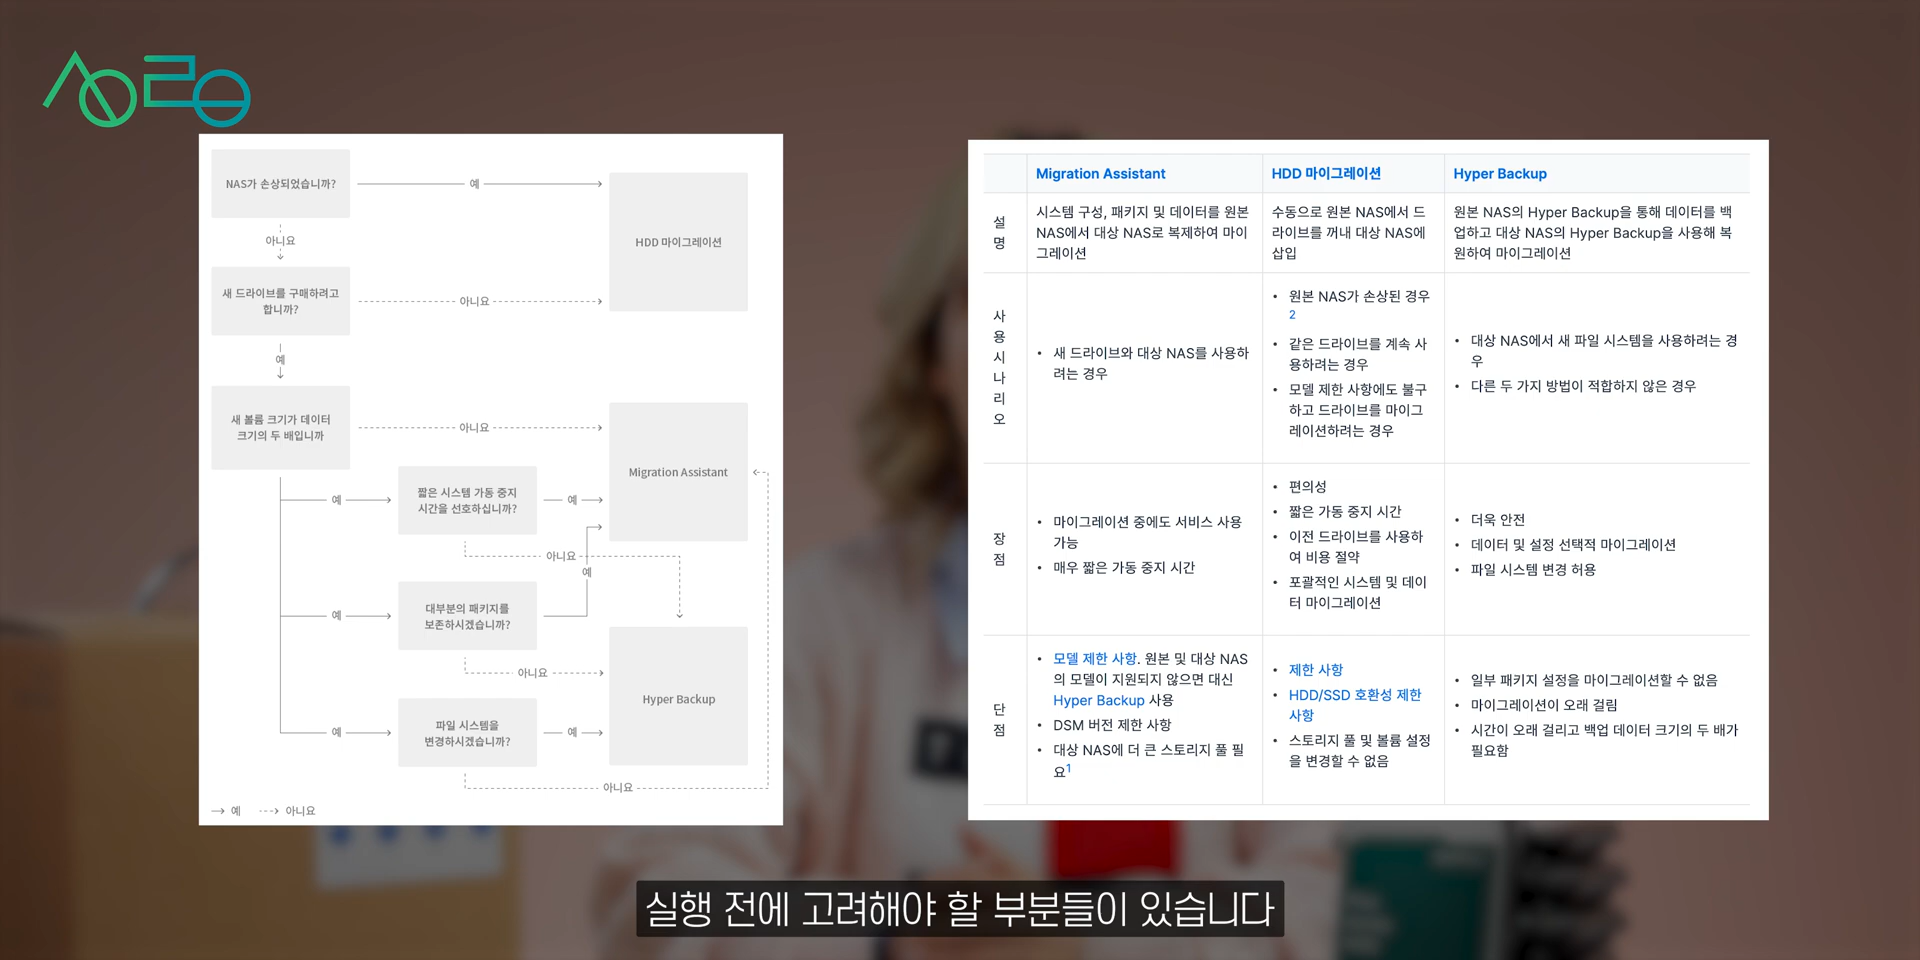 NAS가 손상되었습니까?
예
HDD 마이그레이션
아니요
새 드라이브를 구매하려고
합니까?
아니요
예
새 볼륨 크기가 데이터
크기의 두 배입니까
아니요
Migration Assistant
예
짧은 시스템 가동 중지
시간을 선호하십니까?
예
아니요
예
예
대부분의 패키지를
보존하시겠습니까?
아니요
Hyper Backup
예
파일 시스템을
변경하시겠습니까?
예
아니요
예
아니요
Migration Assistant
HDD 마이그레이션
Hyper Backup
설
명
시스템 구성, 패키지 및 데이터를 원본
NAS에서 대상 NAS로 복제하여 마이
그레이션
수동으로 원본 NAS에서 드
라이브를 꺼내 대상 NAS에
삽입
원본 NAS의 Hyper Backup을 통해 데이터를 백
업하고 대상 NAS의 Hyper Backup을 사용해 복
원하여 마이그레이션
사
용
시
나
리
오
• 새 드라이브와 대상 NAS를 사용하
려는 경우
• 원본 NAS가 손상된 경우
2
• 같은 드라이브를 계속 사
용하려는 경우
• 모델 제한 사항에도 불구
하고 드라이브를 마이그
레이션하려는 경우
• 대상 NAS에서 새 파일 시스템을 사용하려는 경
우
• 다른 두 가지 방법이 적합하지 않은 경우
장
점
• 마이그레이션 중에도 서비스 사용
가능
• 매우 짧은 가동 중지 시간
• 편의성
• 짧은 가동 중지 시간
• 이전 드라이브를 사용하
여 비용 절약
• 포괄적인 시스템 및 데이
터 마이그레이션
• 더욱 안전
• 데이터 및 설정 선택적 마이그레이션
• 파일 시스템 변경 허용
단
점
• 모델 제한 사항. 원본 및 대상 NAS
의 모델이 지원되지 않으면 대신
Hyper Backup 사용
• DSM 버전 제한 사항
• 대상 NAS에 더 큰 스토리지 풀 필
요1
• 제한 사항
• HDD/SSD 호환성 제한
사항
• 스토리지 풀 및 볼륨 설정
을 변경할 수 없음
• 일부 패키지 설정을 마이그레이션할 수 없음
• 마이그레이션이 오래 걸림
• 시간이 오래 걸리고 백업 데이터 크기의 두 배가
필요함
실행 전에 고려해야 할 부분들이 있습니다